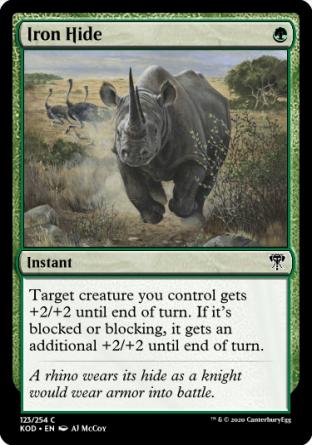 Iron Hide
Instant
Target creature you control gets
+2/+2 until end of turn. If it's
blocked or blocking, it gets an
additional +2/+2 until end of turn.
A rhino wears its hide as a knight
would wear armor into battle.
123/254 C
KOD • EN Al McCoy
™ & © 2020 CanterburyEgg